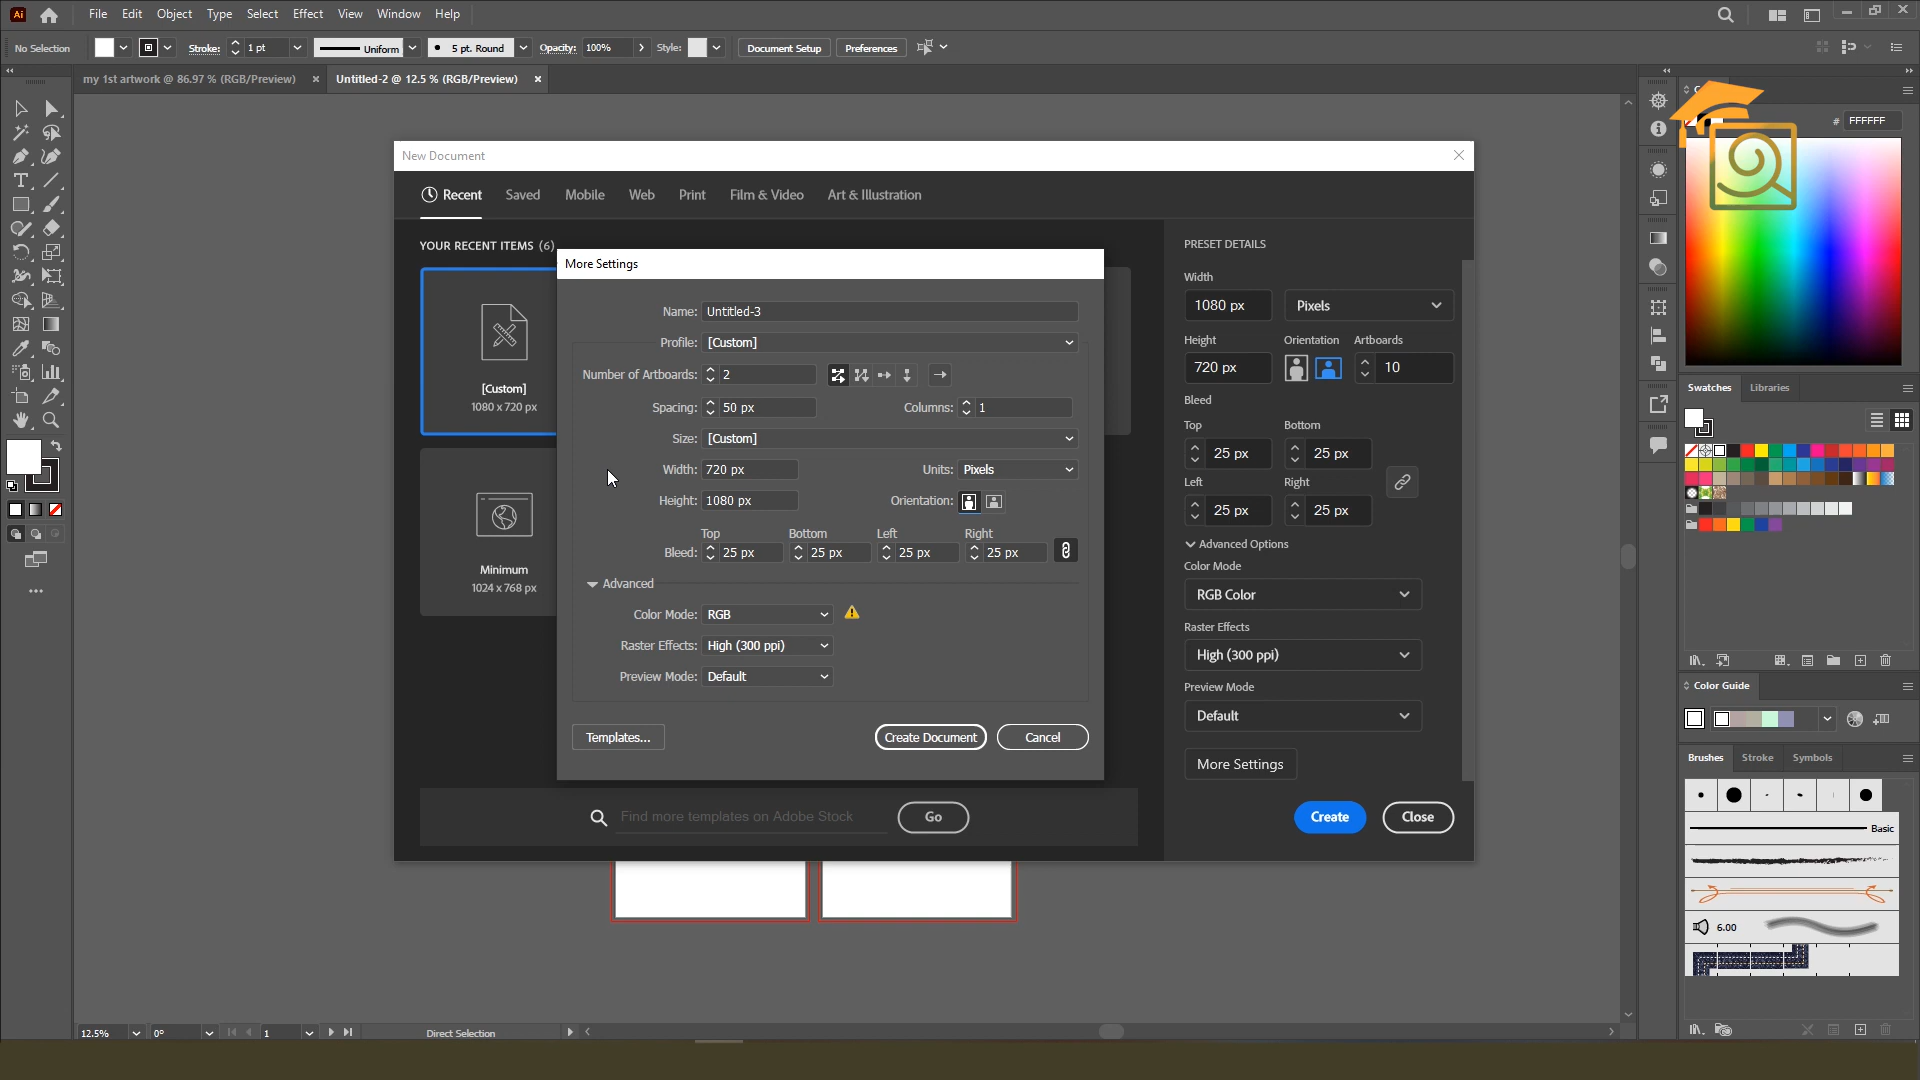 Ai
File Edit Object Type Select Effect View Window Help
No Selection Stroke: 1 pt Uniform 5 pt. Round Opacity: 100% Style: Document Setup Preferences
my 1st artwork @ 86.97 % (RGB/Preview) Untitled-2 @ 12.5 % (RGB/Preview)
# FFFFFF
New Document
Recent Saved Mobile Web Print Film & Video Art & Illustration
YOUR RECENT ITEMS (6)
[Custom]
1080 x 720 px
Minimum
1024 x 768 px
More Settings
Name: Untitled-3
Profile: [Custom]
Number of Artboards: 2
Spacing: 50 px Columns: 1
Size: [Custom]
Width: 720 px Units: Pixels
Height: 1080 px Orientation:
Top Bottom Left Right
Bleed: 25 px 25 px 25 px 25 px
Advanced
Color Mode: RGB
Raster Effects: High (300 ppi)
Preview Mode: Default
Templates... Create Document Cancel
Find more templates on Adobe Stock Go
PRESET DETAILS
Width
1080 px Pixels
Height Orientation Artboards
720 px 10
Bleed
Top Bottom
25 px 25 px
Left Right
25 px 25 px
Advanced Options
Color Mode
RGB Color
Raster Effects
High (300 ppi)
Preview Mode
Default
More Settings
Create Close
Swatches Libraries
Color Guide
Brushes Stroke Symbols
Basic
6.00
12.5% 0° 1 Direct Selection